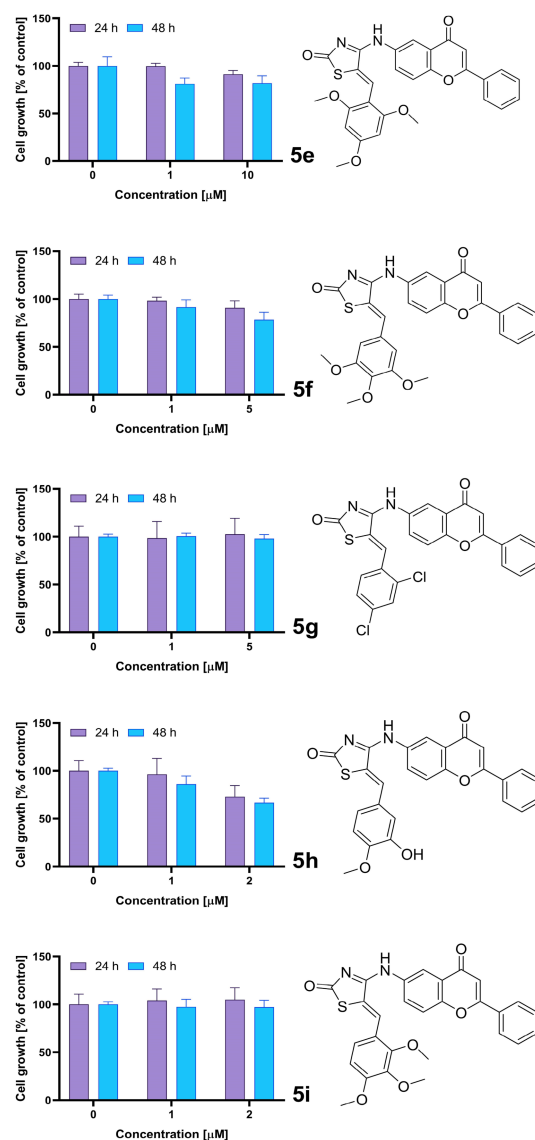 150
24 h 48 h
100
50
0
Cell growth [% of control]
0 1 10
Concentration [µM]
5e
O
N
H
N
S
O
O
O
O
O
150
24 h 48 h
100
50
0
Cell growth [% of control]
0 1 5
Concentration [µM]
5f
O
N
H
N
S
O
O
O
O
O
150
24 h 48 h
100
50
0
Cell growth [% of control]
0 1 5
Concentration [µM]
5g
O
N
H
N
S
O
O
Cl
Cl
150
24 h 48 h
100
50
0
Cell growth [% of control]
0 1 2
Concentration [µM]
5h
O
N
H
N
S
O
O
O
OH
150
24 h 48 h
100
50
0
Cell growth [% of control]
0 1 2
Concentration [µM]
5i
O
N
H
N
S
O
O
O
O
O